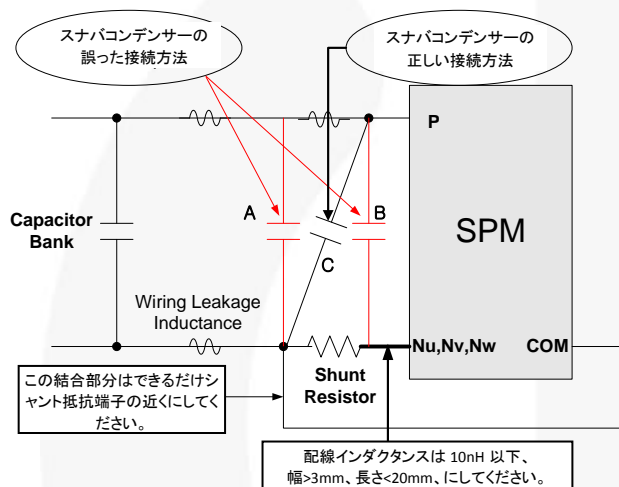 スナバコンデンサーの
誤った接続方法
スナバコンデンサーの
正しい接続方法
P
Capacitor
Bank
A
B
C
SPM
Wiring Leakage
Inductance
Nu,Nv,Nw
COM
Shunt
Resistor
この結合部分はできるだけシ
ャント抵抗端子の近くにしてく
ださい。
配線インダクタンスは 10nH 以下、
幅>3mm、長さ<20mm、にしてください。